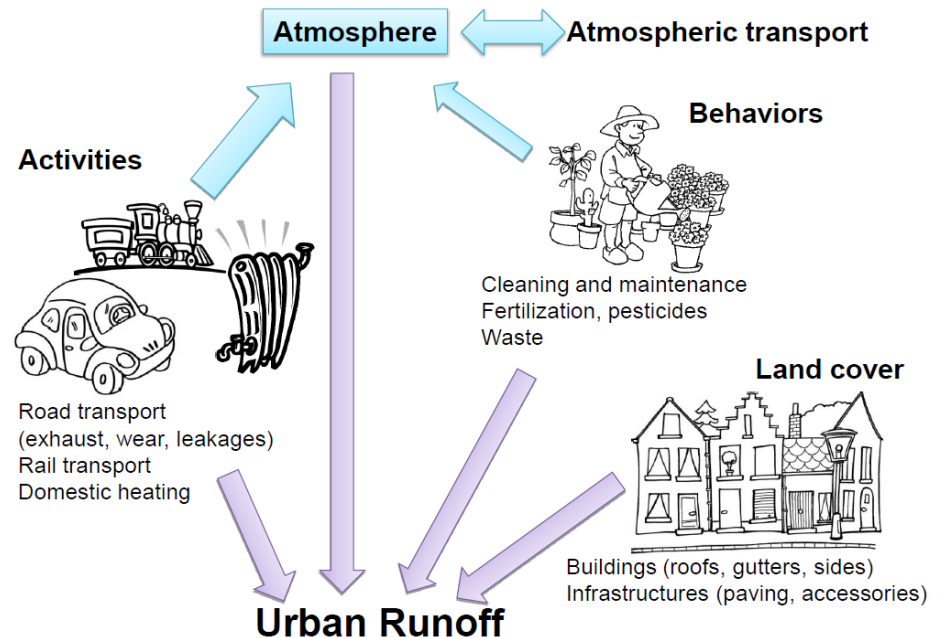 Atmosphere
Atmospheric transport
Behaviors
Activities
Cleaning and maintenance
Fertilization, pesticides
Waste
Land cover
Road transport
(exhaust, wear, leakages)
Rail transport
Domestic heating
Buildings (roofs, gutters, sides)
Infrastructures (paving, accessories)
Urban Runoff